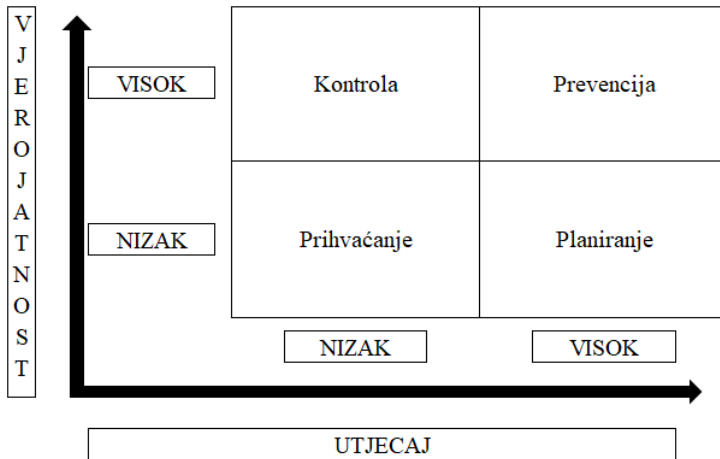 VJEROJATNOST
VISOK
Kontrola
Prevencija
NIZAK
Prihvaćanje
Planiranje
NIZAK
VISOK
UTJECAJ